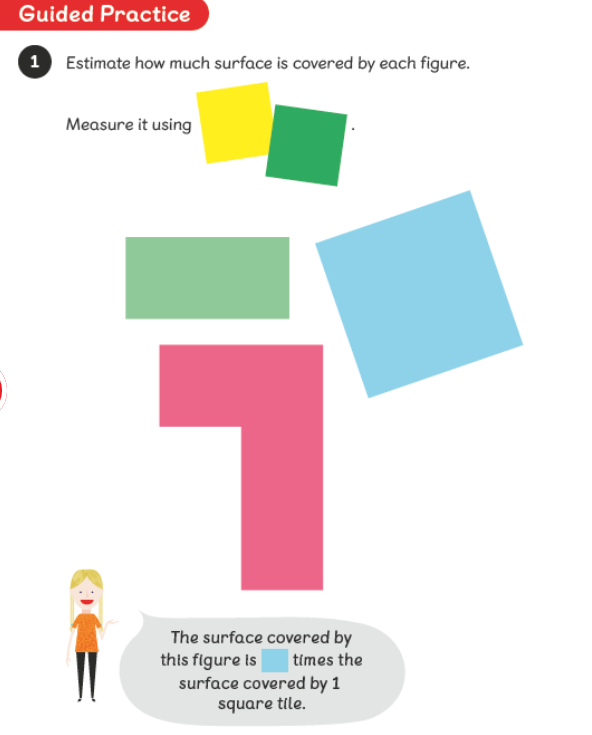 Guided Practice
1 Estimate how much surface is covered by each figure.
Measure it using .
The surface covered by
this figure is times the
surface covered by 1
square tile.